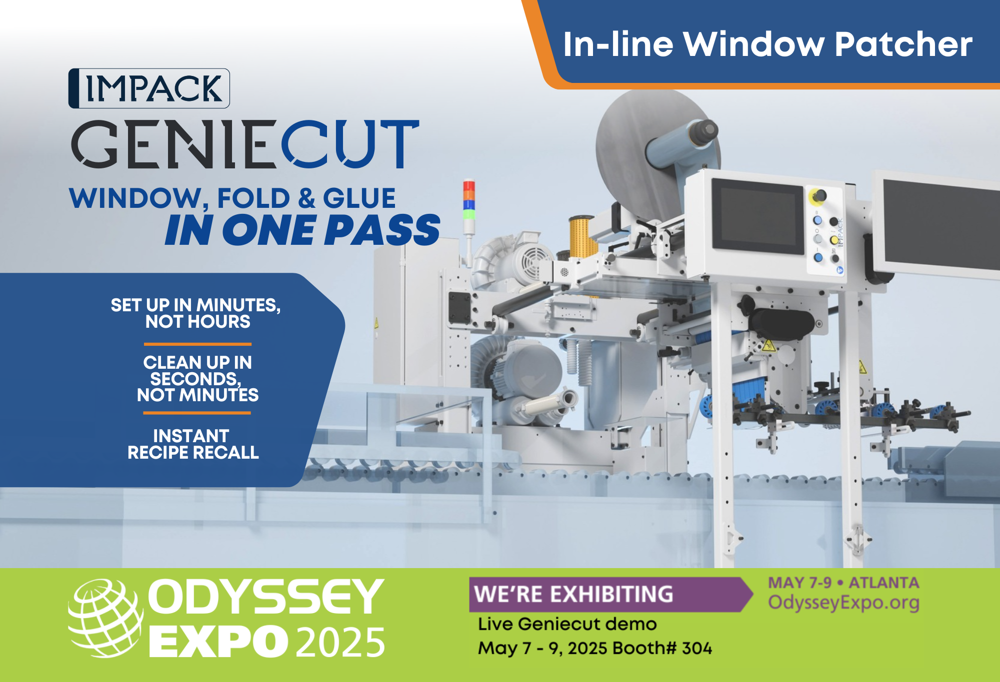 In-line Window Patcher
IMPACK
GENIECUT
WINDOW, FOLD & GLUE
IN ONE PASS
SET UP IN MINUTES,
NOT HOURS
CLEAN UP IN
SECONDS,
NOT MINUTES
INSTANT
RECIPE RECALL
IMPACK
ODYSSEY
EXPO 2025
WE'RE EXHIBITING
MAY 7-9 • ATLANTA
OdysseyExpo.org
Live Geniecut demo
May 7 - 9, 2025 Booth# 304